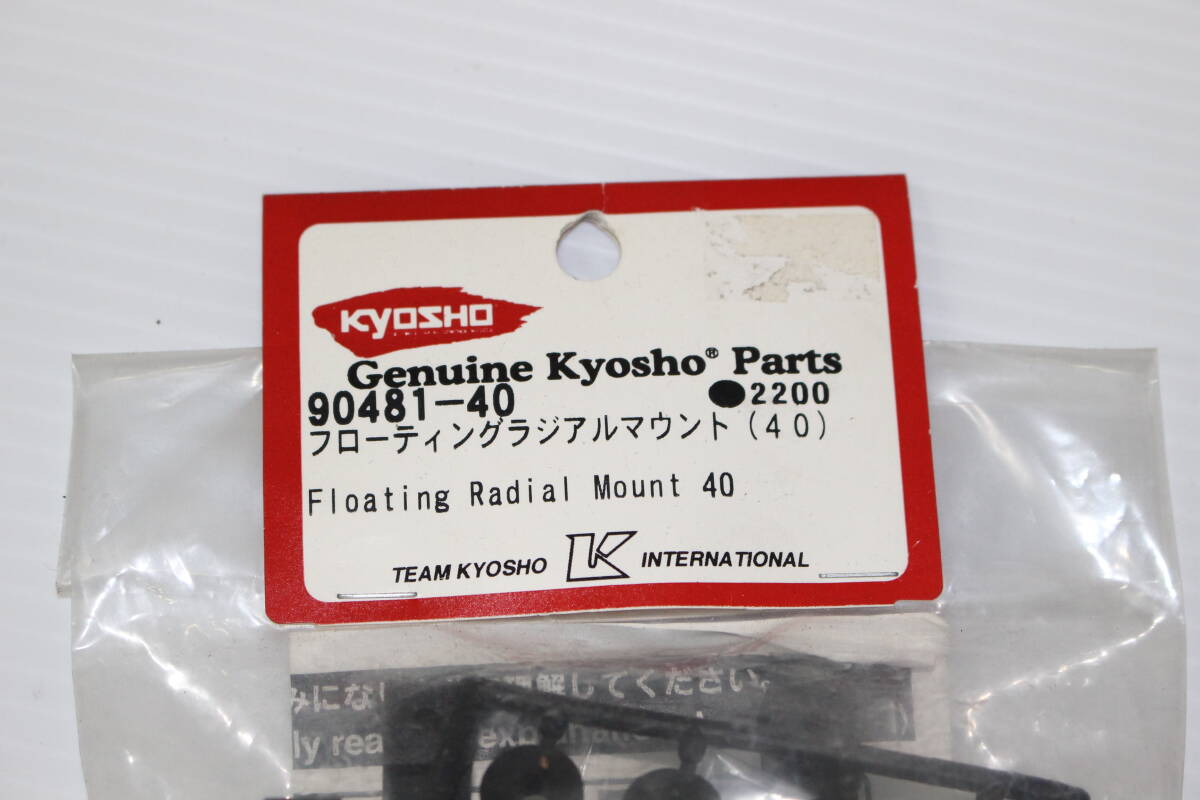 KYOSHO
Genuine Kyosho® Parts
90481-40 ●2200
フローティングラジアルマウント(40)
Floating Radial Mount 40
TEAM KYOSHO K INTERNATIONAL
してください。
ly